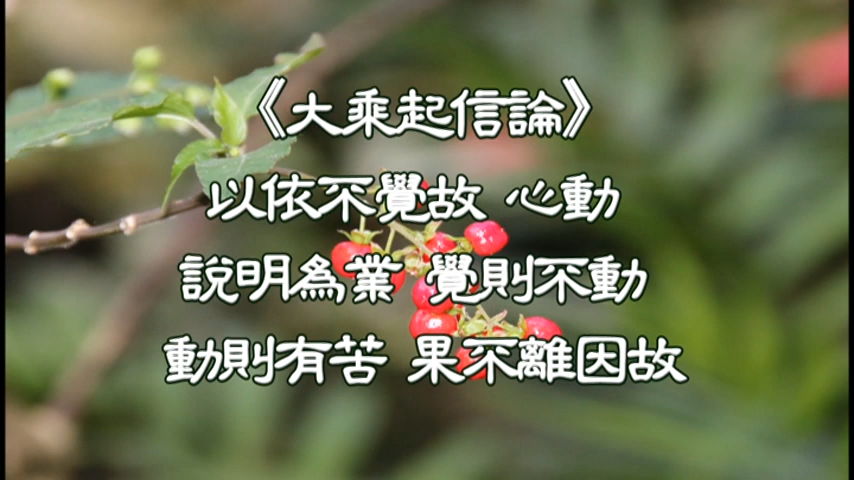 《大乘起信論》
以依不覺故 心動
說明為業 覺則不動
動則有苦 果不離因故